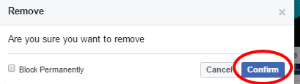 Remove
Are you sure you want to remove
Block Permanently
Cancel Confirm